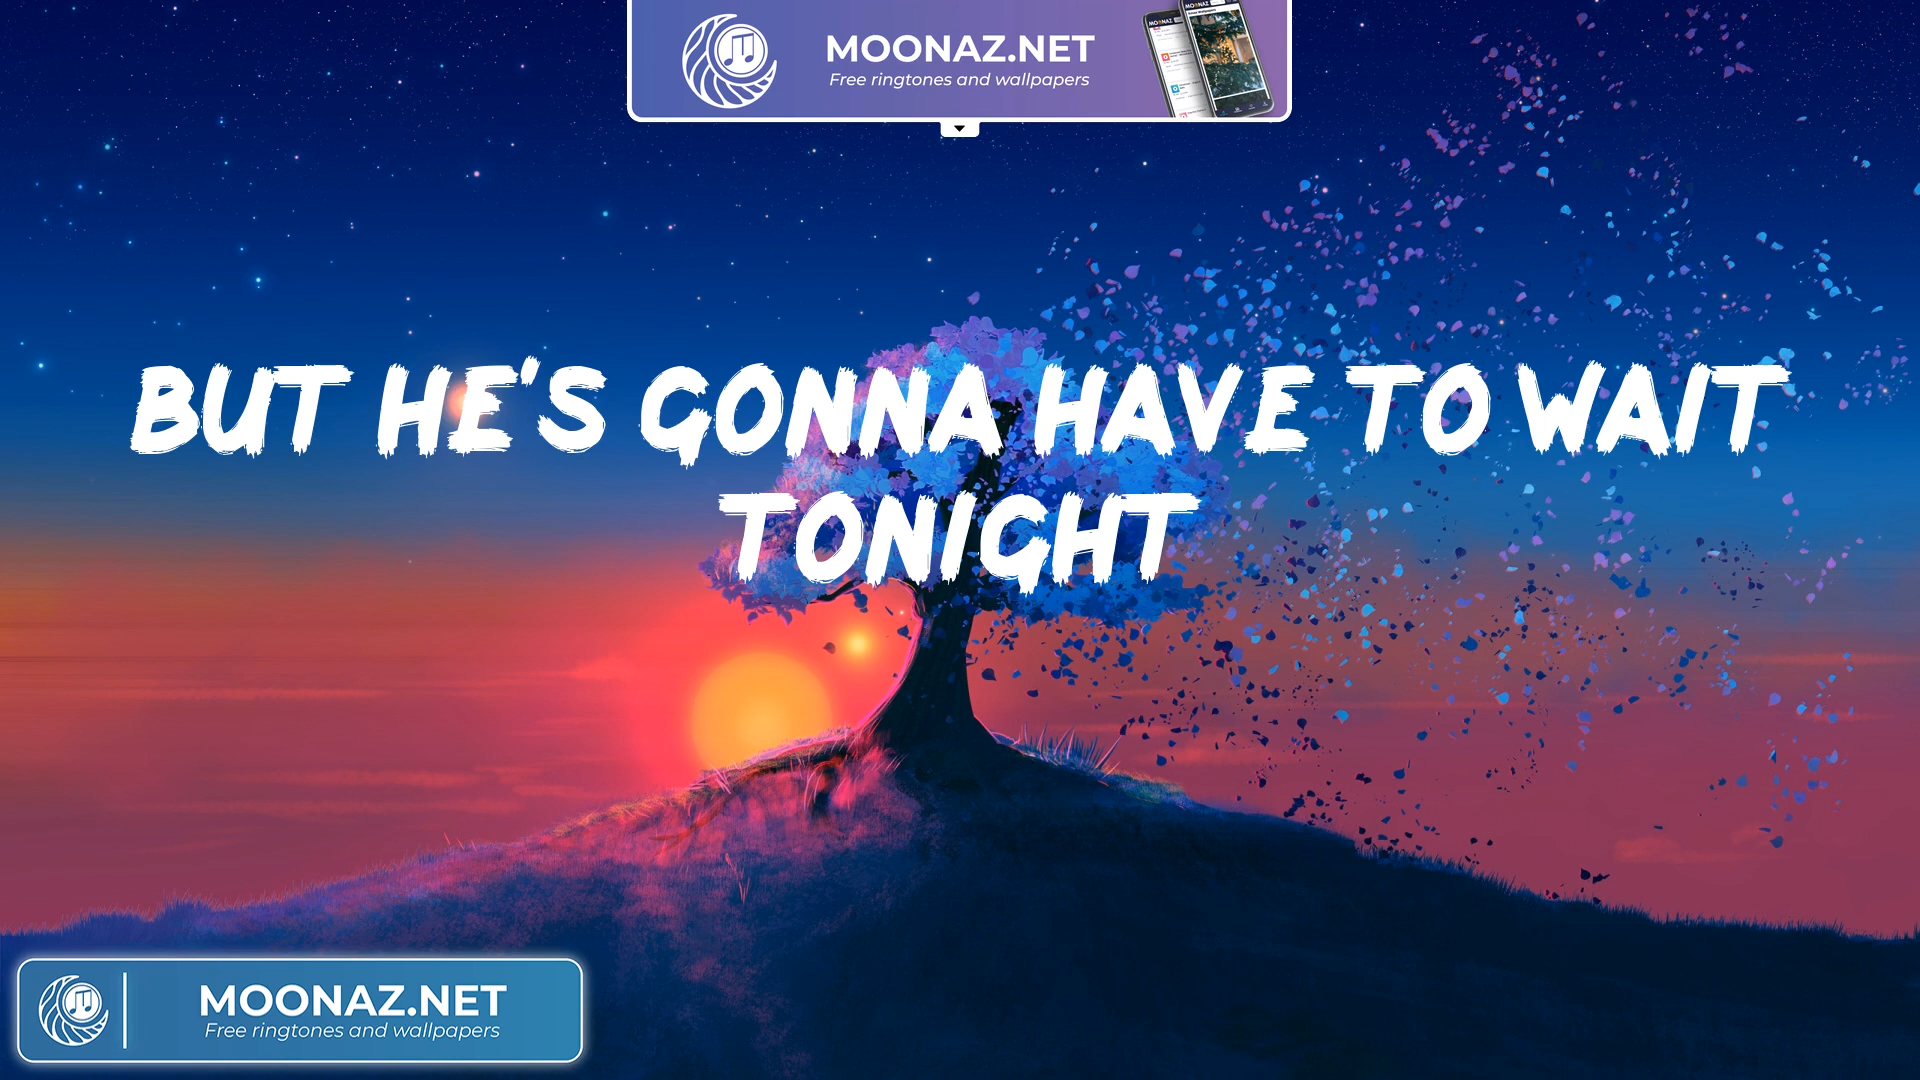 MOONAZ.NET
Free ringtones and wallpapers
BUT HE'S GONNA HAVE TO WAIT
TONIGHT
MOONAZ.NET
Free ringtones and wallpapers